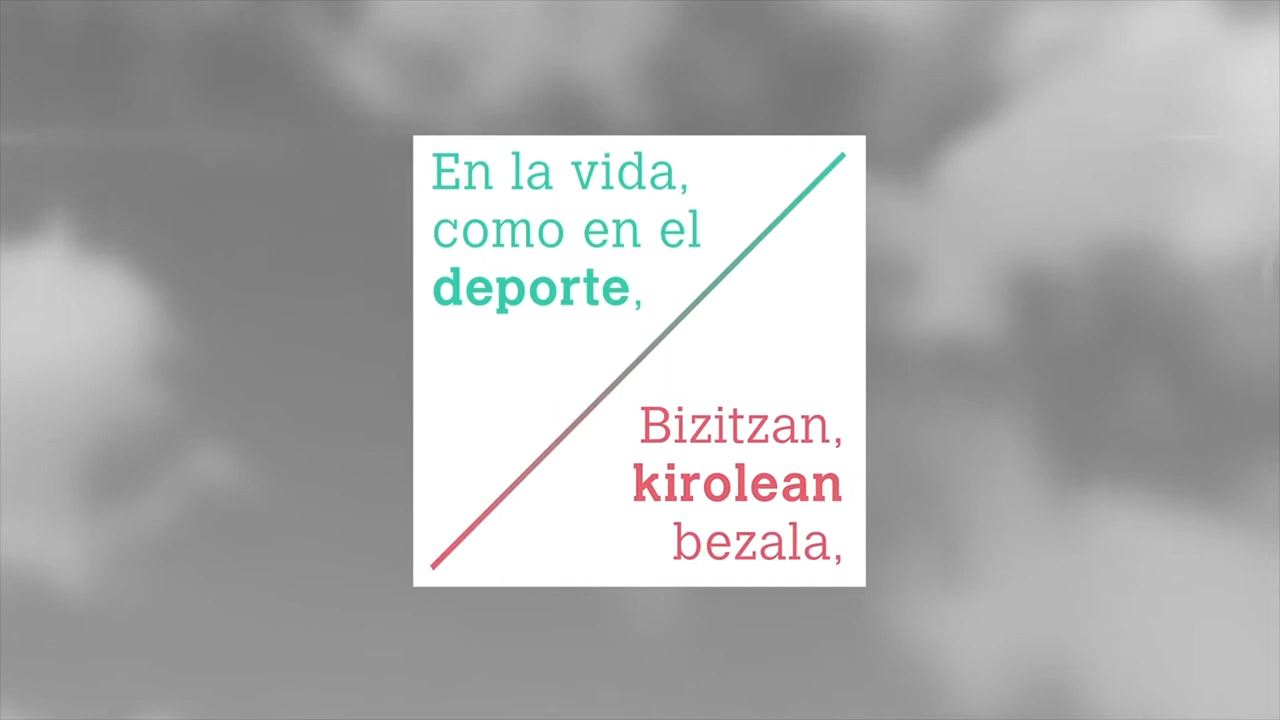 En la vida,
como en el
deporte,
Bizitzan,
kirolean
bezala,